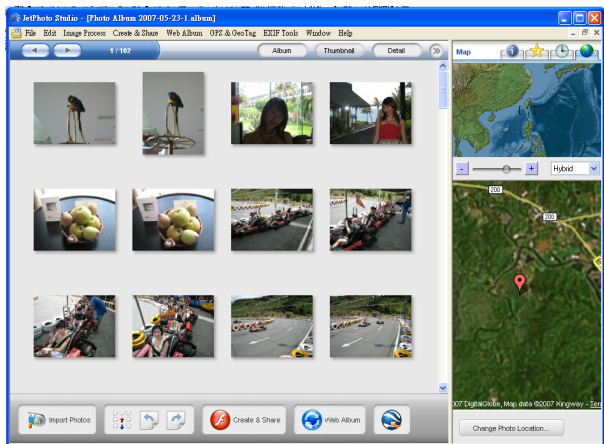 JetPhoto Studio - [Photo Album 2007-05-23-1.album]
File Edit Image Process Create & Share Web Album GPS & GeoTag EXIF Tools Window Help
1 / 102 Album Thumbnail Detail Map
- + Hybrid
200
200
007 DigitalGlobe, Map data ©2007 Kingway - Ter
Import Photos Create & Share Web Album Change Photo Location...